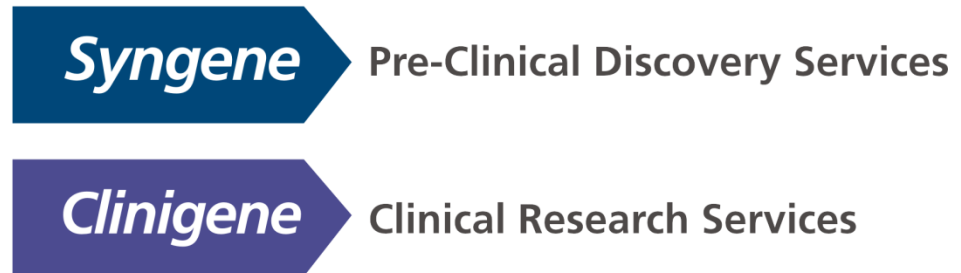 Syngene Pre-Clinical Discovery Services
Clinigene Clinical Research Services